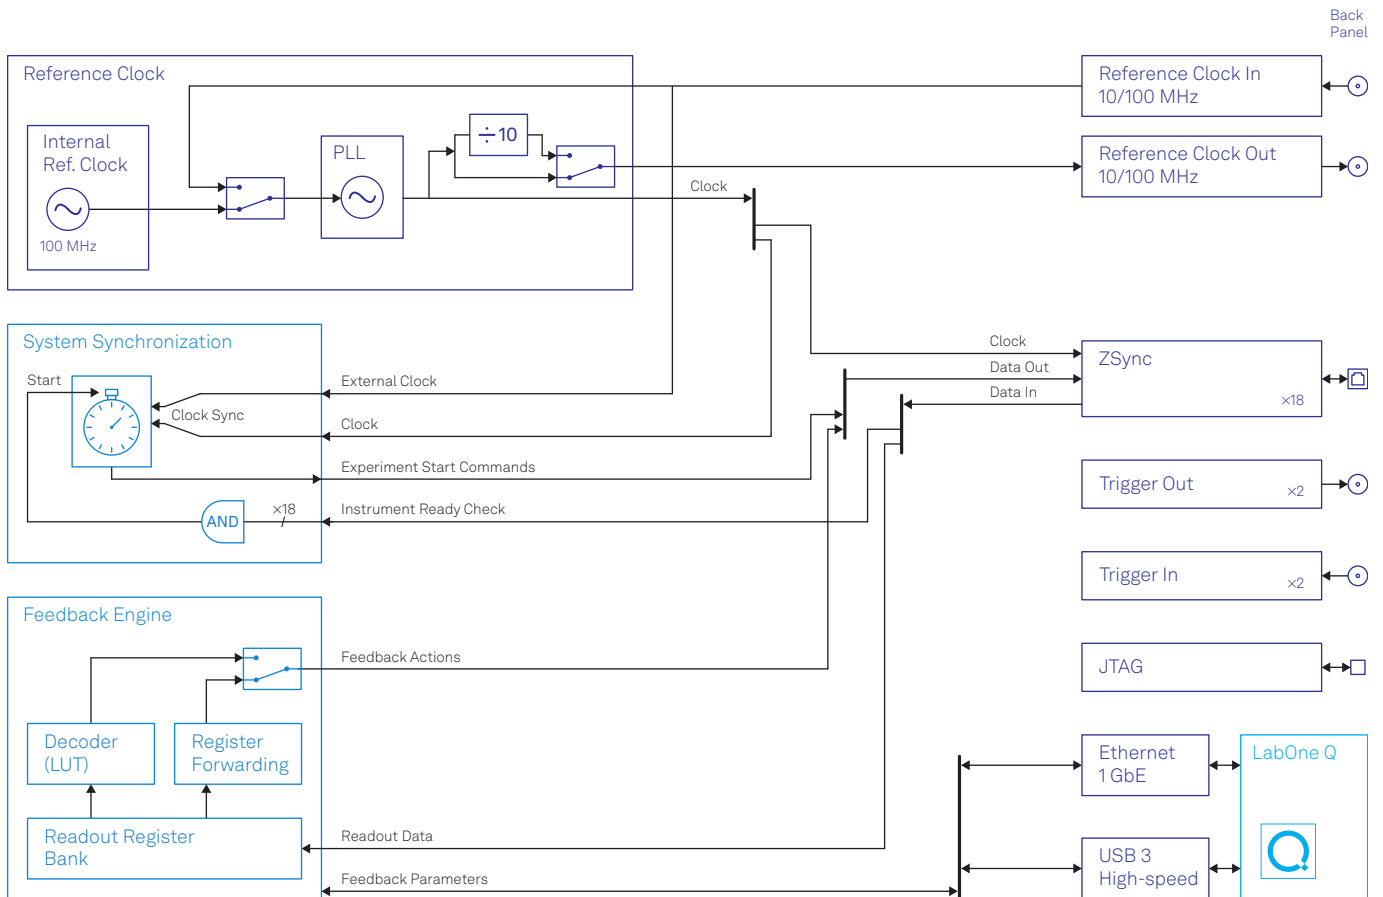 Back
Panel
Reference Clock
Internal
Ref. Clock
100 MHz
PLL
÷10
Clock
Reference Clock In
10/100 MHz
Reference Clock Out
10/100 MHz
System Synchronization
Start
Clock Sync
External Clock
Clock
Experiment Start Commands
AND
×18
Instrument Ready Check
Clock
Data Out
Data In
ZSync
×18
Trigger Out
×2
Trigger In
×2
JTAG
Feedback Engine
Feedback Actions
Decoder
(LUT)
Register
Forwarding
Readout Register
Bank
Readout Data
Feedback Parameters
Ethernet
1 GbE
USB 3
High-speed
LabOne Q